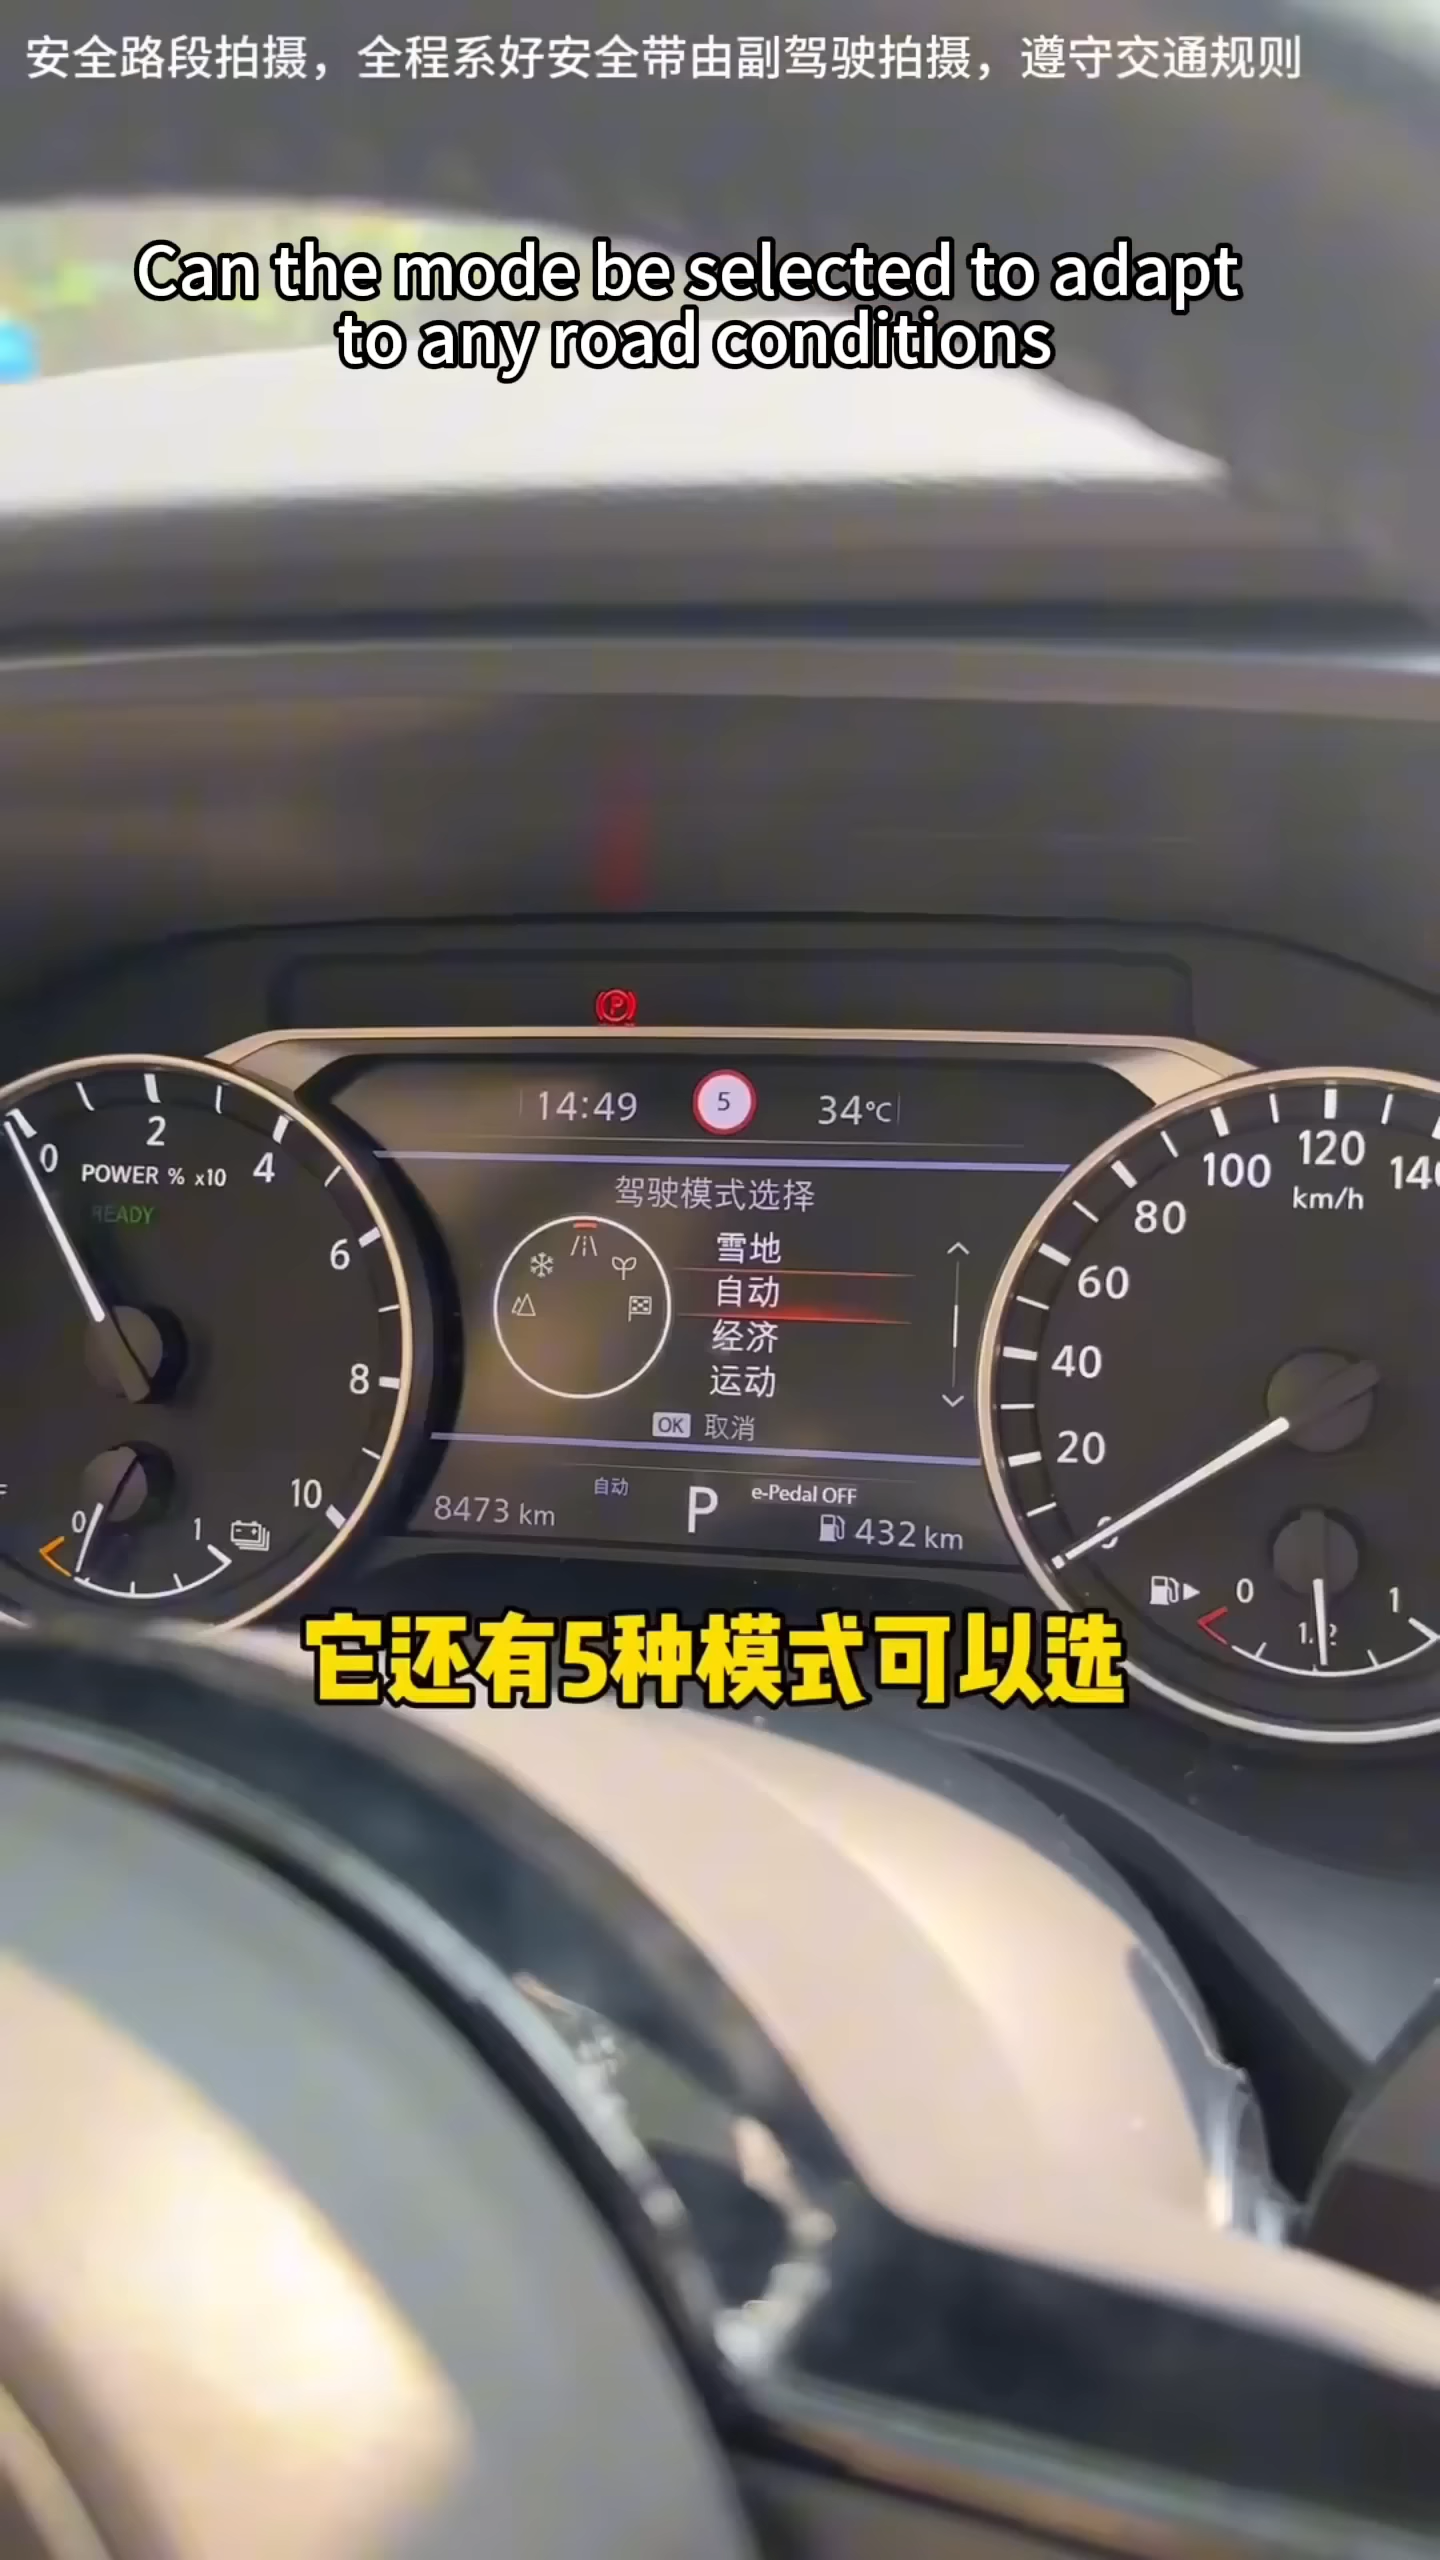 安全路段拍摄，全程系好安全带由副驾驶拍摄，遵守交通规则
Can the mode be selected to adapt
to any road conditions
P
14:49
5
34℃
驾驶模式选择
雪地
自动
经济
运动
OK 取消
0 2 4 6 8 10
POWER % x10
READY
0 1
自动
8473 km
P
e-Pedal OFF
432 km
0 20 40 60 80 100 120
km/h
0 1/2 1
它还有5种模式可以选